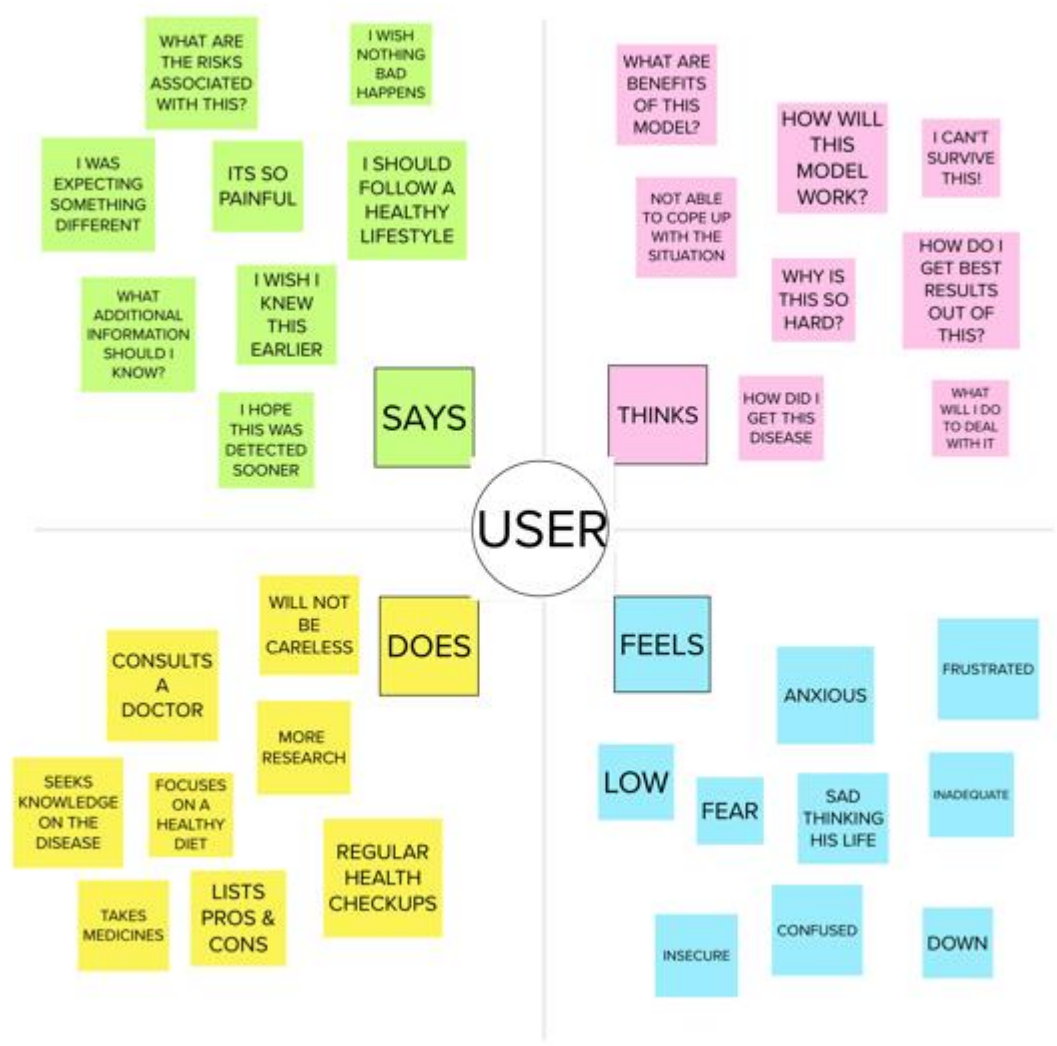 WHAT ARE
THE RISKS
ASSOCIATED
WITH THIS?
I WISH
NOTHING
BAD
HAPPENS
I WAS
EXPECTING
SOMETHING
DIFFERENT
ITS SO
PAINFUL
I SHOULD
FOLLOW A
HEALTHY
LIFESTYLE
WHAT
ADDITIONAL
INFORMATION
SHOULD I
KNOW?
I WISH I
KNEW
THIS
EARLIER
I HOPE
THIS WAS
DETECTED
SOONER
SAYS
WHAT ARE
BENEFITS
OF THIS
MODEL?
HOW WILL
THIS
MODEL
WORK?
I CAN'T
SURVIVE
THIS!
NOT ABLE
TO COPE UP
WITH THE
SITUATION
WHY IS
THIS SO
HARD?
HOW DO I
GET BEST
RESULTS
OUT OF
THIS?
THINKS
HOW DID I
GET THIS
DISEASE
WHAT
WILL I DO
TO DEAL
WITH IT
USER
WILL NOT
BE
CARELESS
DOES
CONSULTS
A
DOCTOR
MORE
RESEARCH
SEEKS
KNOWLEDGE
ON THE
DISEASE
FOCUSES
ON A
HEALTHY
DIET
REGULAR
HEALTH
CHECKUPS
TAKES
MEDICINES
LISTS
PROS &
CONS
FEELS
ANXIOUS
FRUSTRATED
LOW
FEAR
SAD
THINKING
HIS LIFE
INADEQUATE
INSECURE
CONFUSED
DOWN